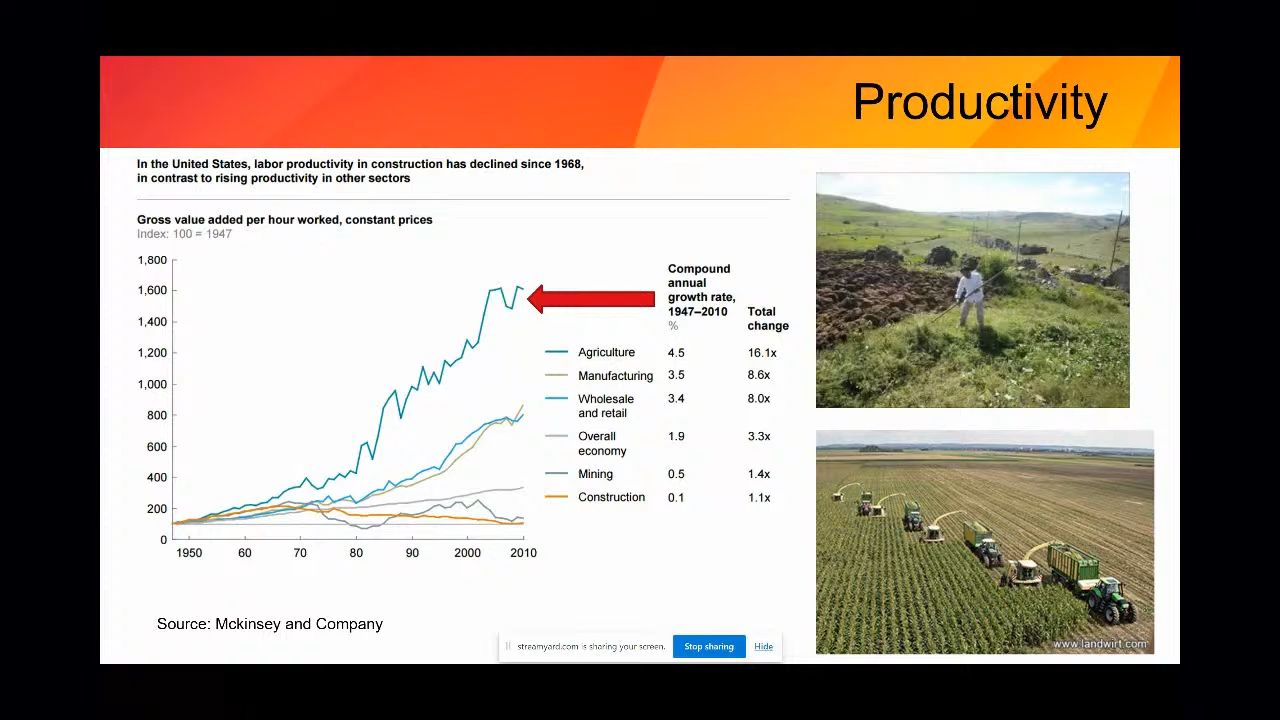 Productivity
In the United States, labor productivity in construction has declined since 1968,
in contrast to rising productivity in other sectors
Gross value added per hour worked, constant prices
Index: 100 = 1947
1,800
1,600
1,400
1,200
1,000
800
600
400
200
0
1950 60 70 80 90 2000 2010
Compound
annual
growth rate,
1947–2010
%
Total
change
Agriculture 4.5 16.1x
Manufacturing 3.5 8.6x
Wholesale
and retail
3.4 8.0x
Overall
economy
1.9 3.3x
Mining 0.5 1.4x
Construction 0.1 1.1x
Source: Mckinsey and Company
www.landwirt.com
streamyard.com is sharing your screen. Stop sharing Hide